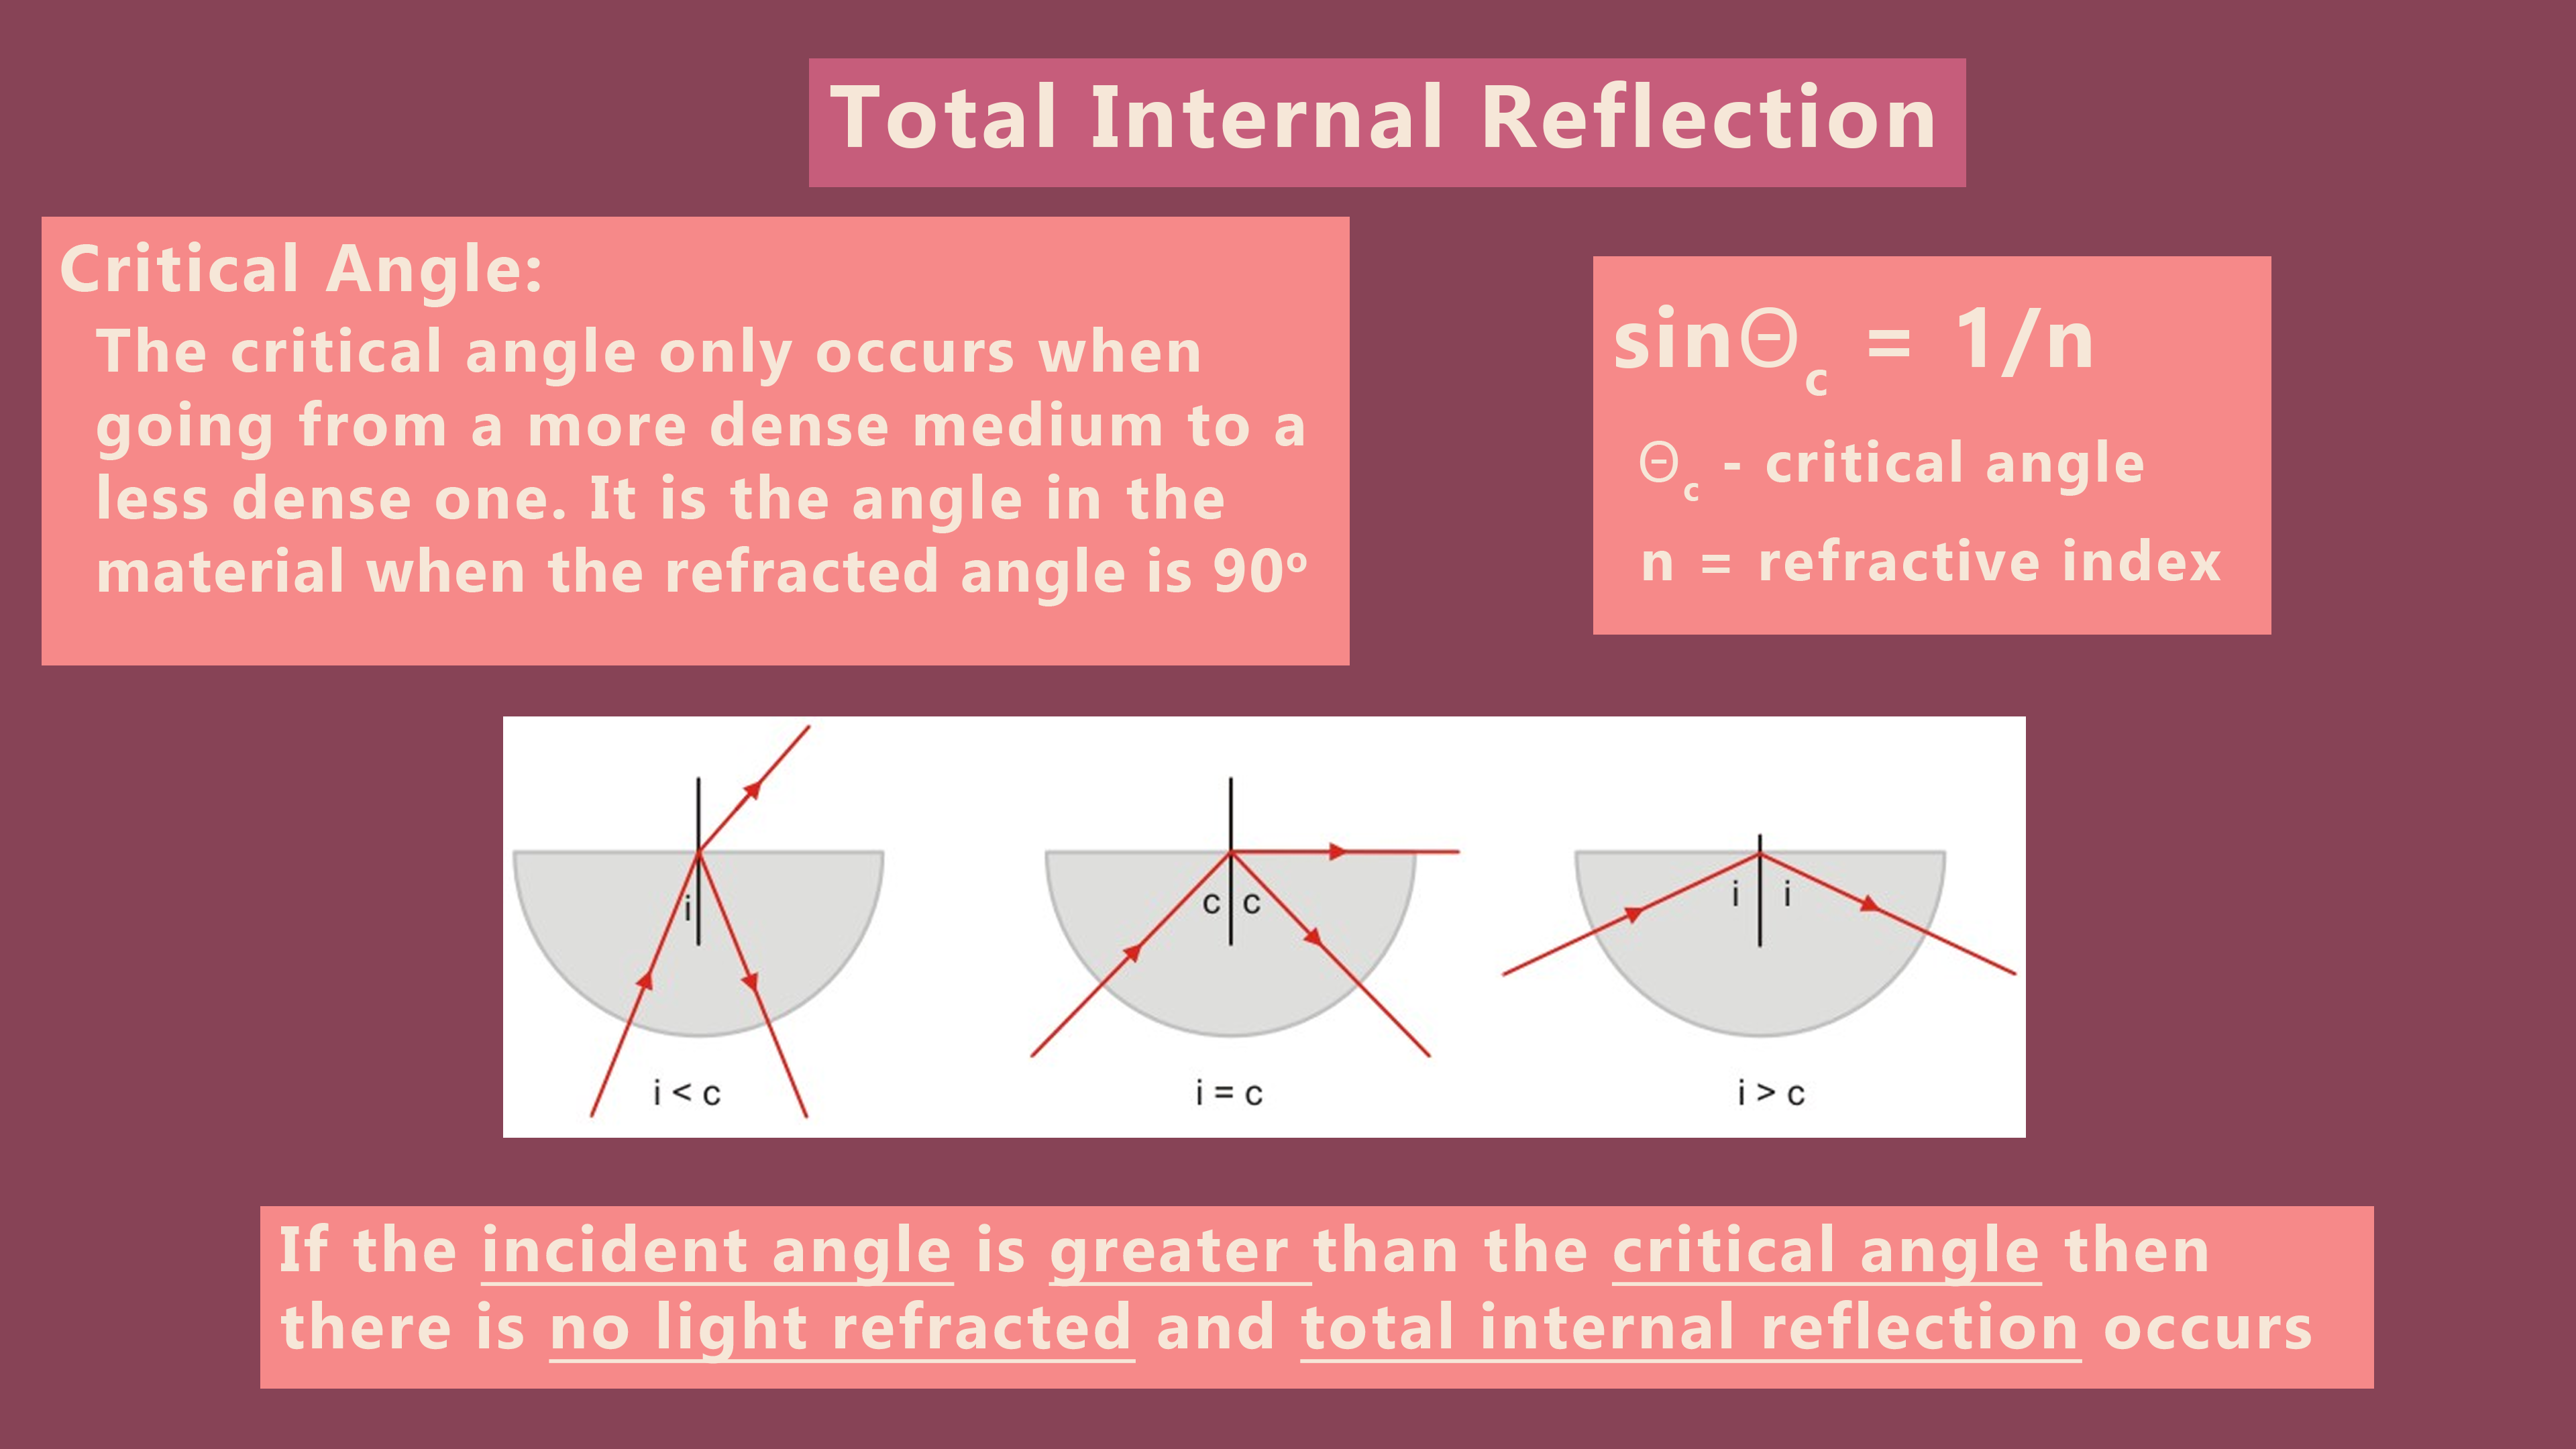 Total Internal Reflection
Critical Angle:
The critical angle only occurs when
going from a more dense medium to a
less dense one. It is the angle in the
material when the refracted angle is 90º
sinΘc = 1/n
Θc - critical angle
n = refractive index
i
c c
i i
i < c
i = c
i > c
If the incident angle is greater than the critical angle then
there is no light refracted and total internal reflection occurs